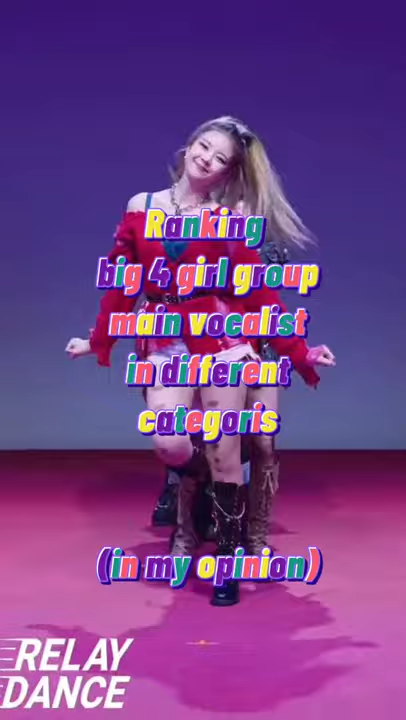 Ranking
big 4 girl group
main vocalist
in different
categoris
(in my opinion)
RELAY
DANCE